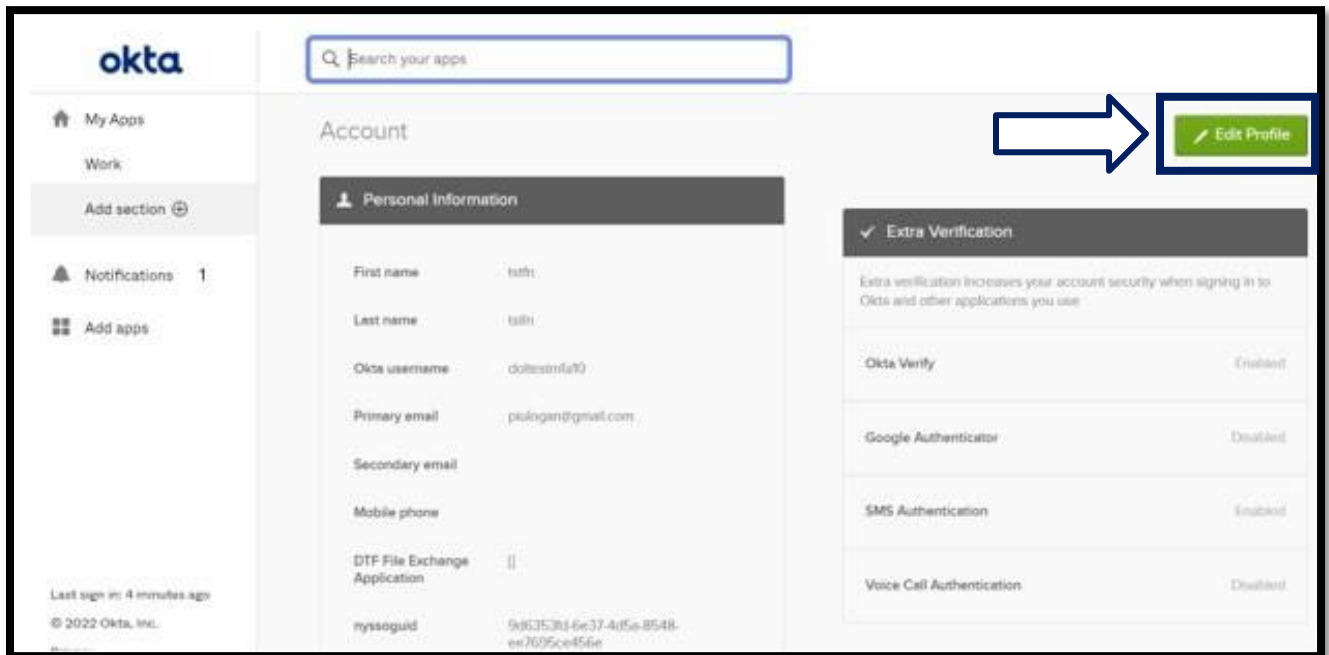 okta
Search your apps
My Apps
Work
Add section
Notifications 1
Add apps
Last sign in: 4 minutes ago
© 2022 Okta, Inc.
Account
Edit Profile
Personal Information
First name
Last name
Okta username
Primary email
Secondary email
Mobile phone
DTF File Exchange
Application
[]
nyssoguid
Extra Verification
Extra verification increases your account security when signing in to
Okta and other applications you use
Okta Verify Enabled
Google Authenticator Disabled
SMS Authentication Enabled
Voice Call Authentication Disabled